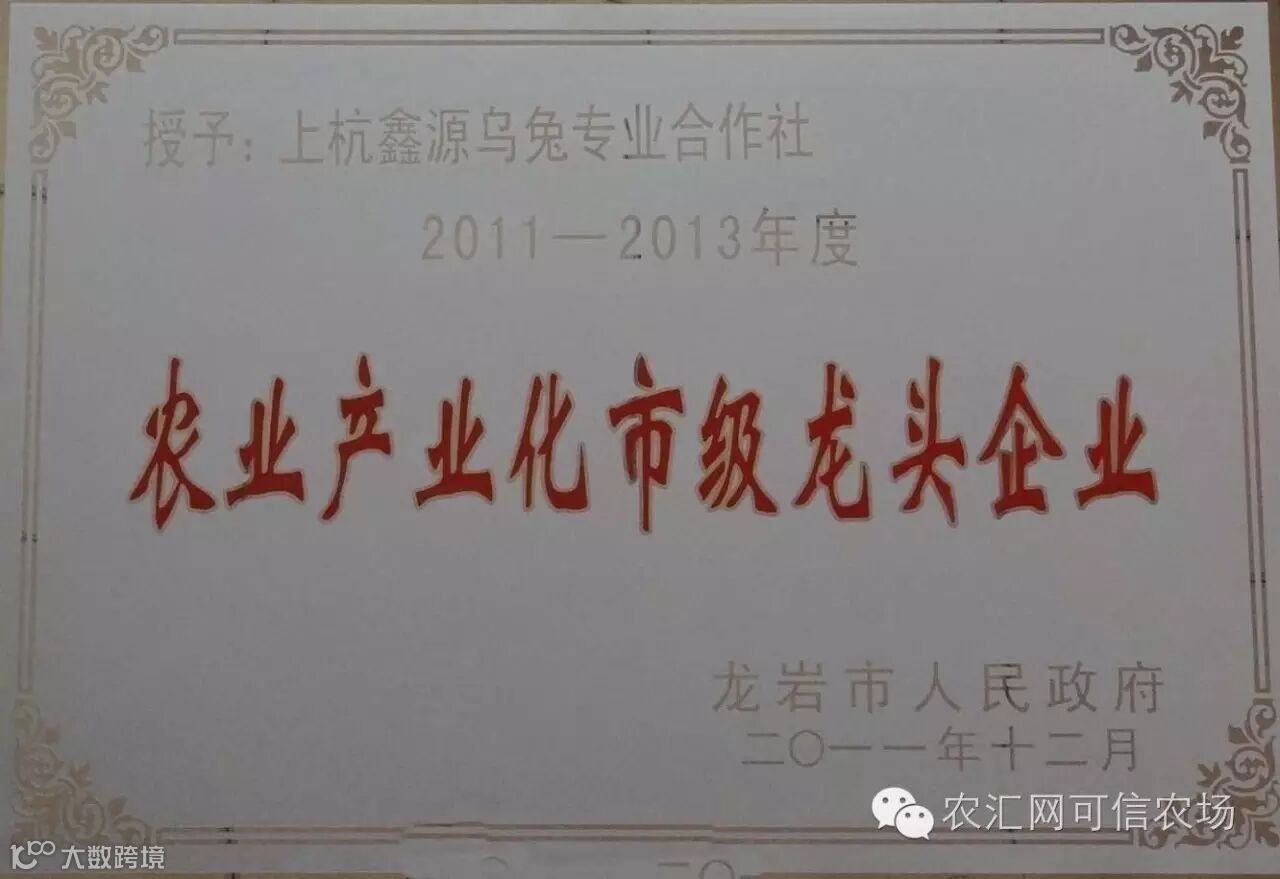 授予：上杭鑫源乌兔专业合作社
2011—2013年度
农业产业化市级龙头企业
龙岩市人民政府
二〇一一年十二月
农汇网可信农场
大数跨境
二〇